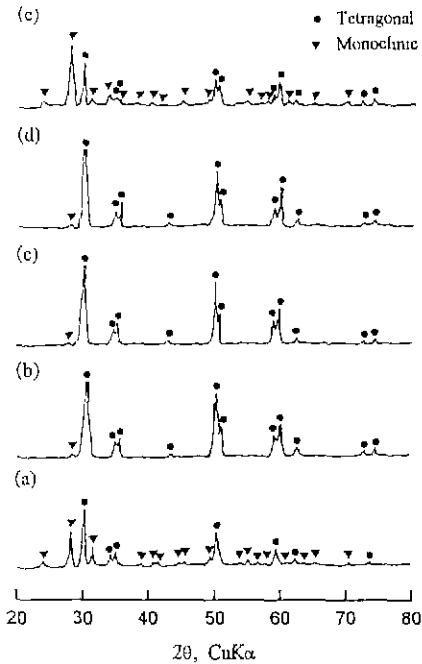 (e)
● Tetragonal
▼ Monoclinic
(d)
(c)
(b)
(a)
20 30 40 50 60 70 80
2θ, CuKα